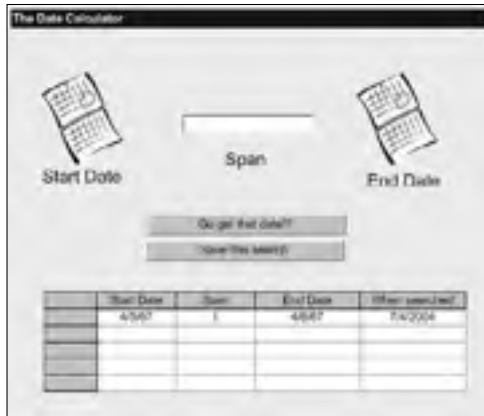 The Date Calculator
Start Date
Span
End Date
Go get that date!!
Save this search
Start Date Span End Date When searched
4/5/67 1 4/6/67 7/4/2004